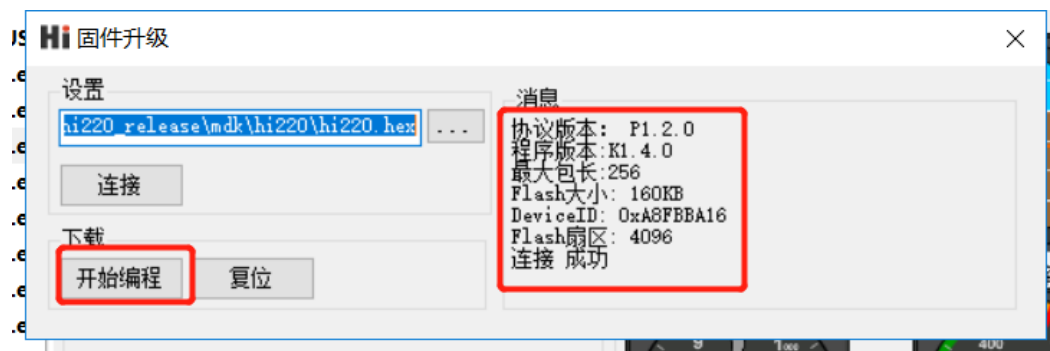 Hi 固件升级
设置
hi220_release\mdk\hi220\hi220.hex
...
连接
下载
开始编程
复位
消息
协议版本: P1.2.0
程序版本:K1.4.0
最大包长:256
Flash大小: 160KB
DeviceID: 0xA8FBBA16
Flash扇区: 4096
连接 成功
9
400